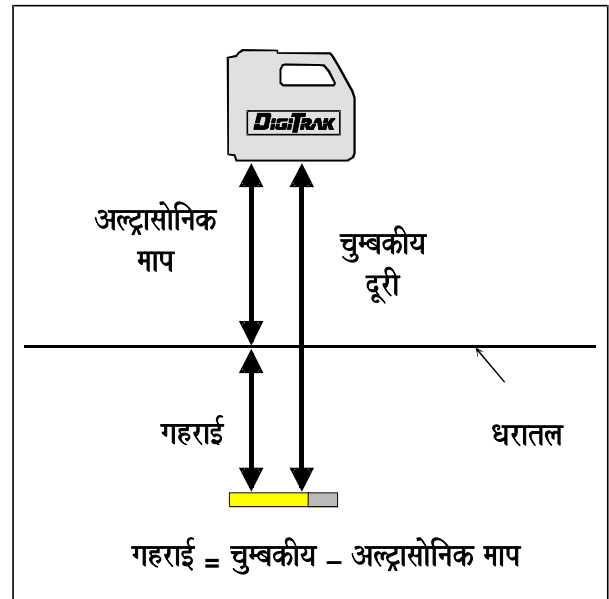 DIGITRAK
अल्ट्रासोनिक
माप
चुम्बकीय
दूरी
गहराई
धरातल
गहराई = चुम्बकीय – अल्ट्रासोनिक माप